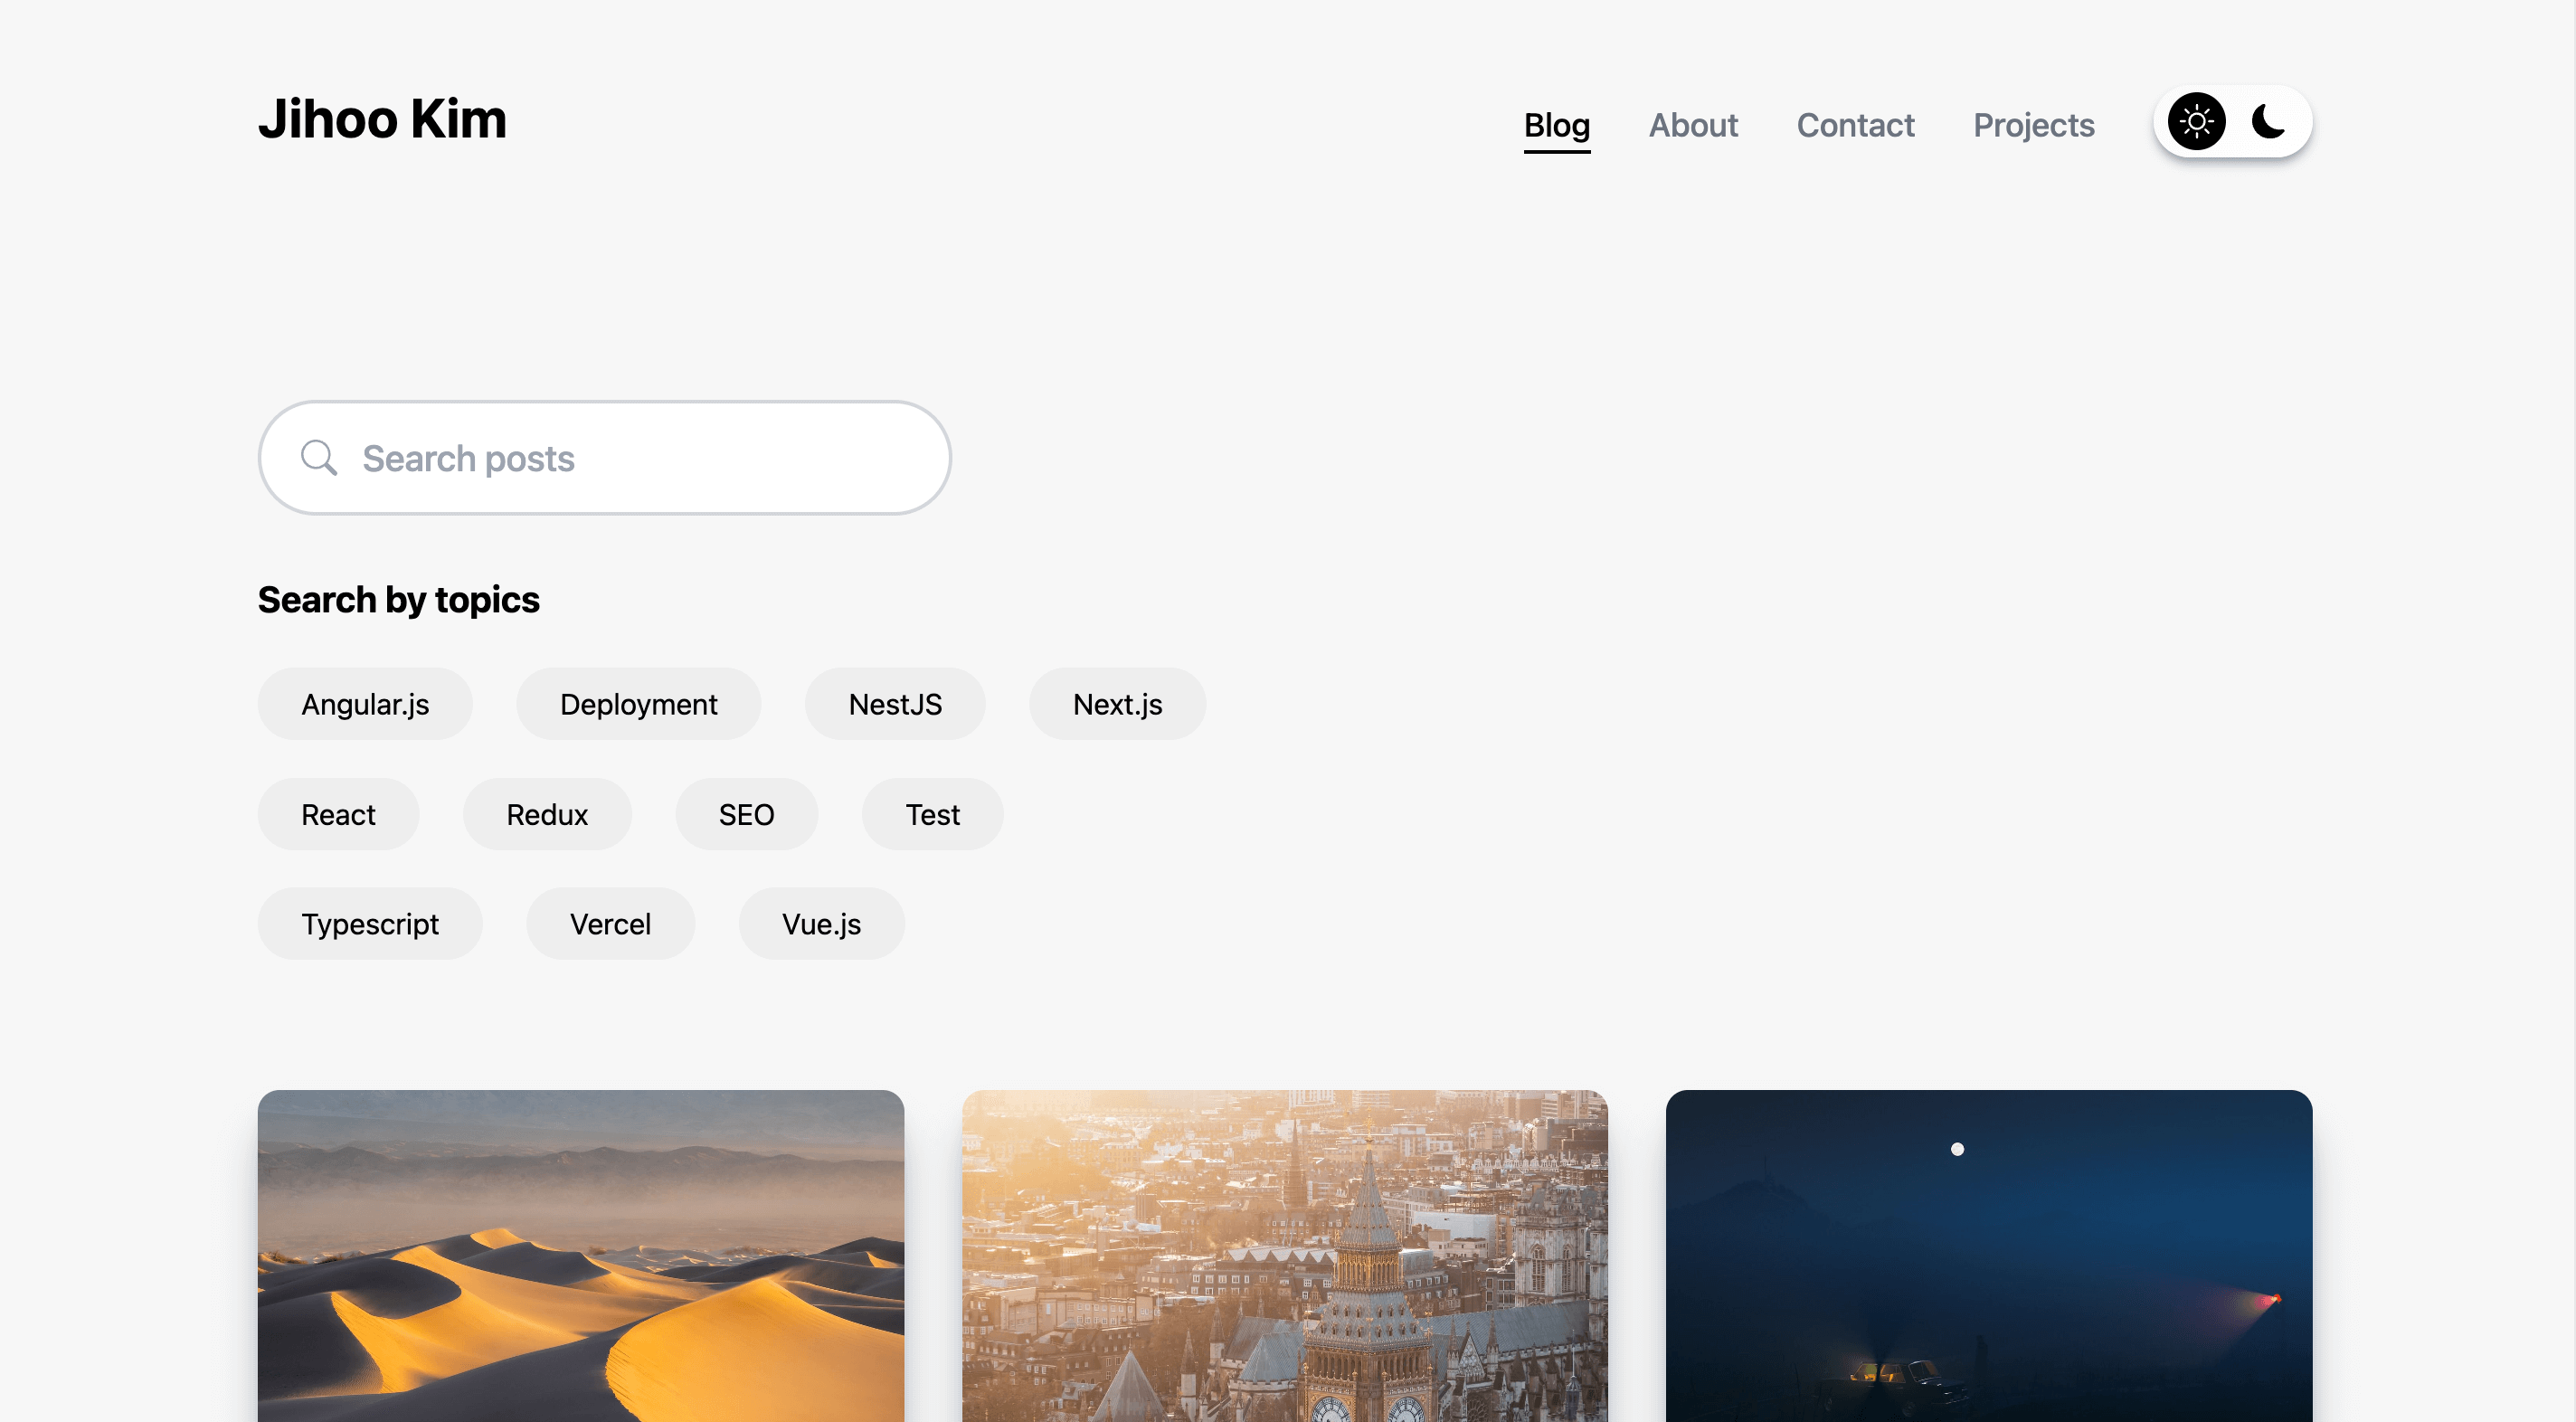 Jihoo Kim
Blog About Contact Projects
Search posts
Search by topics
Angular.js Deployment NestJS Next.js
React Redux SEO Test
Typescript Vercel Vue.js